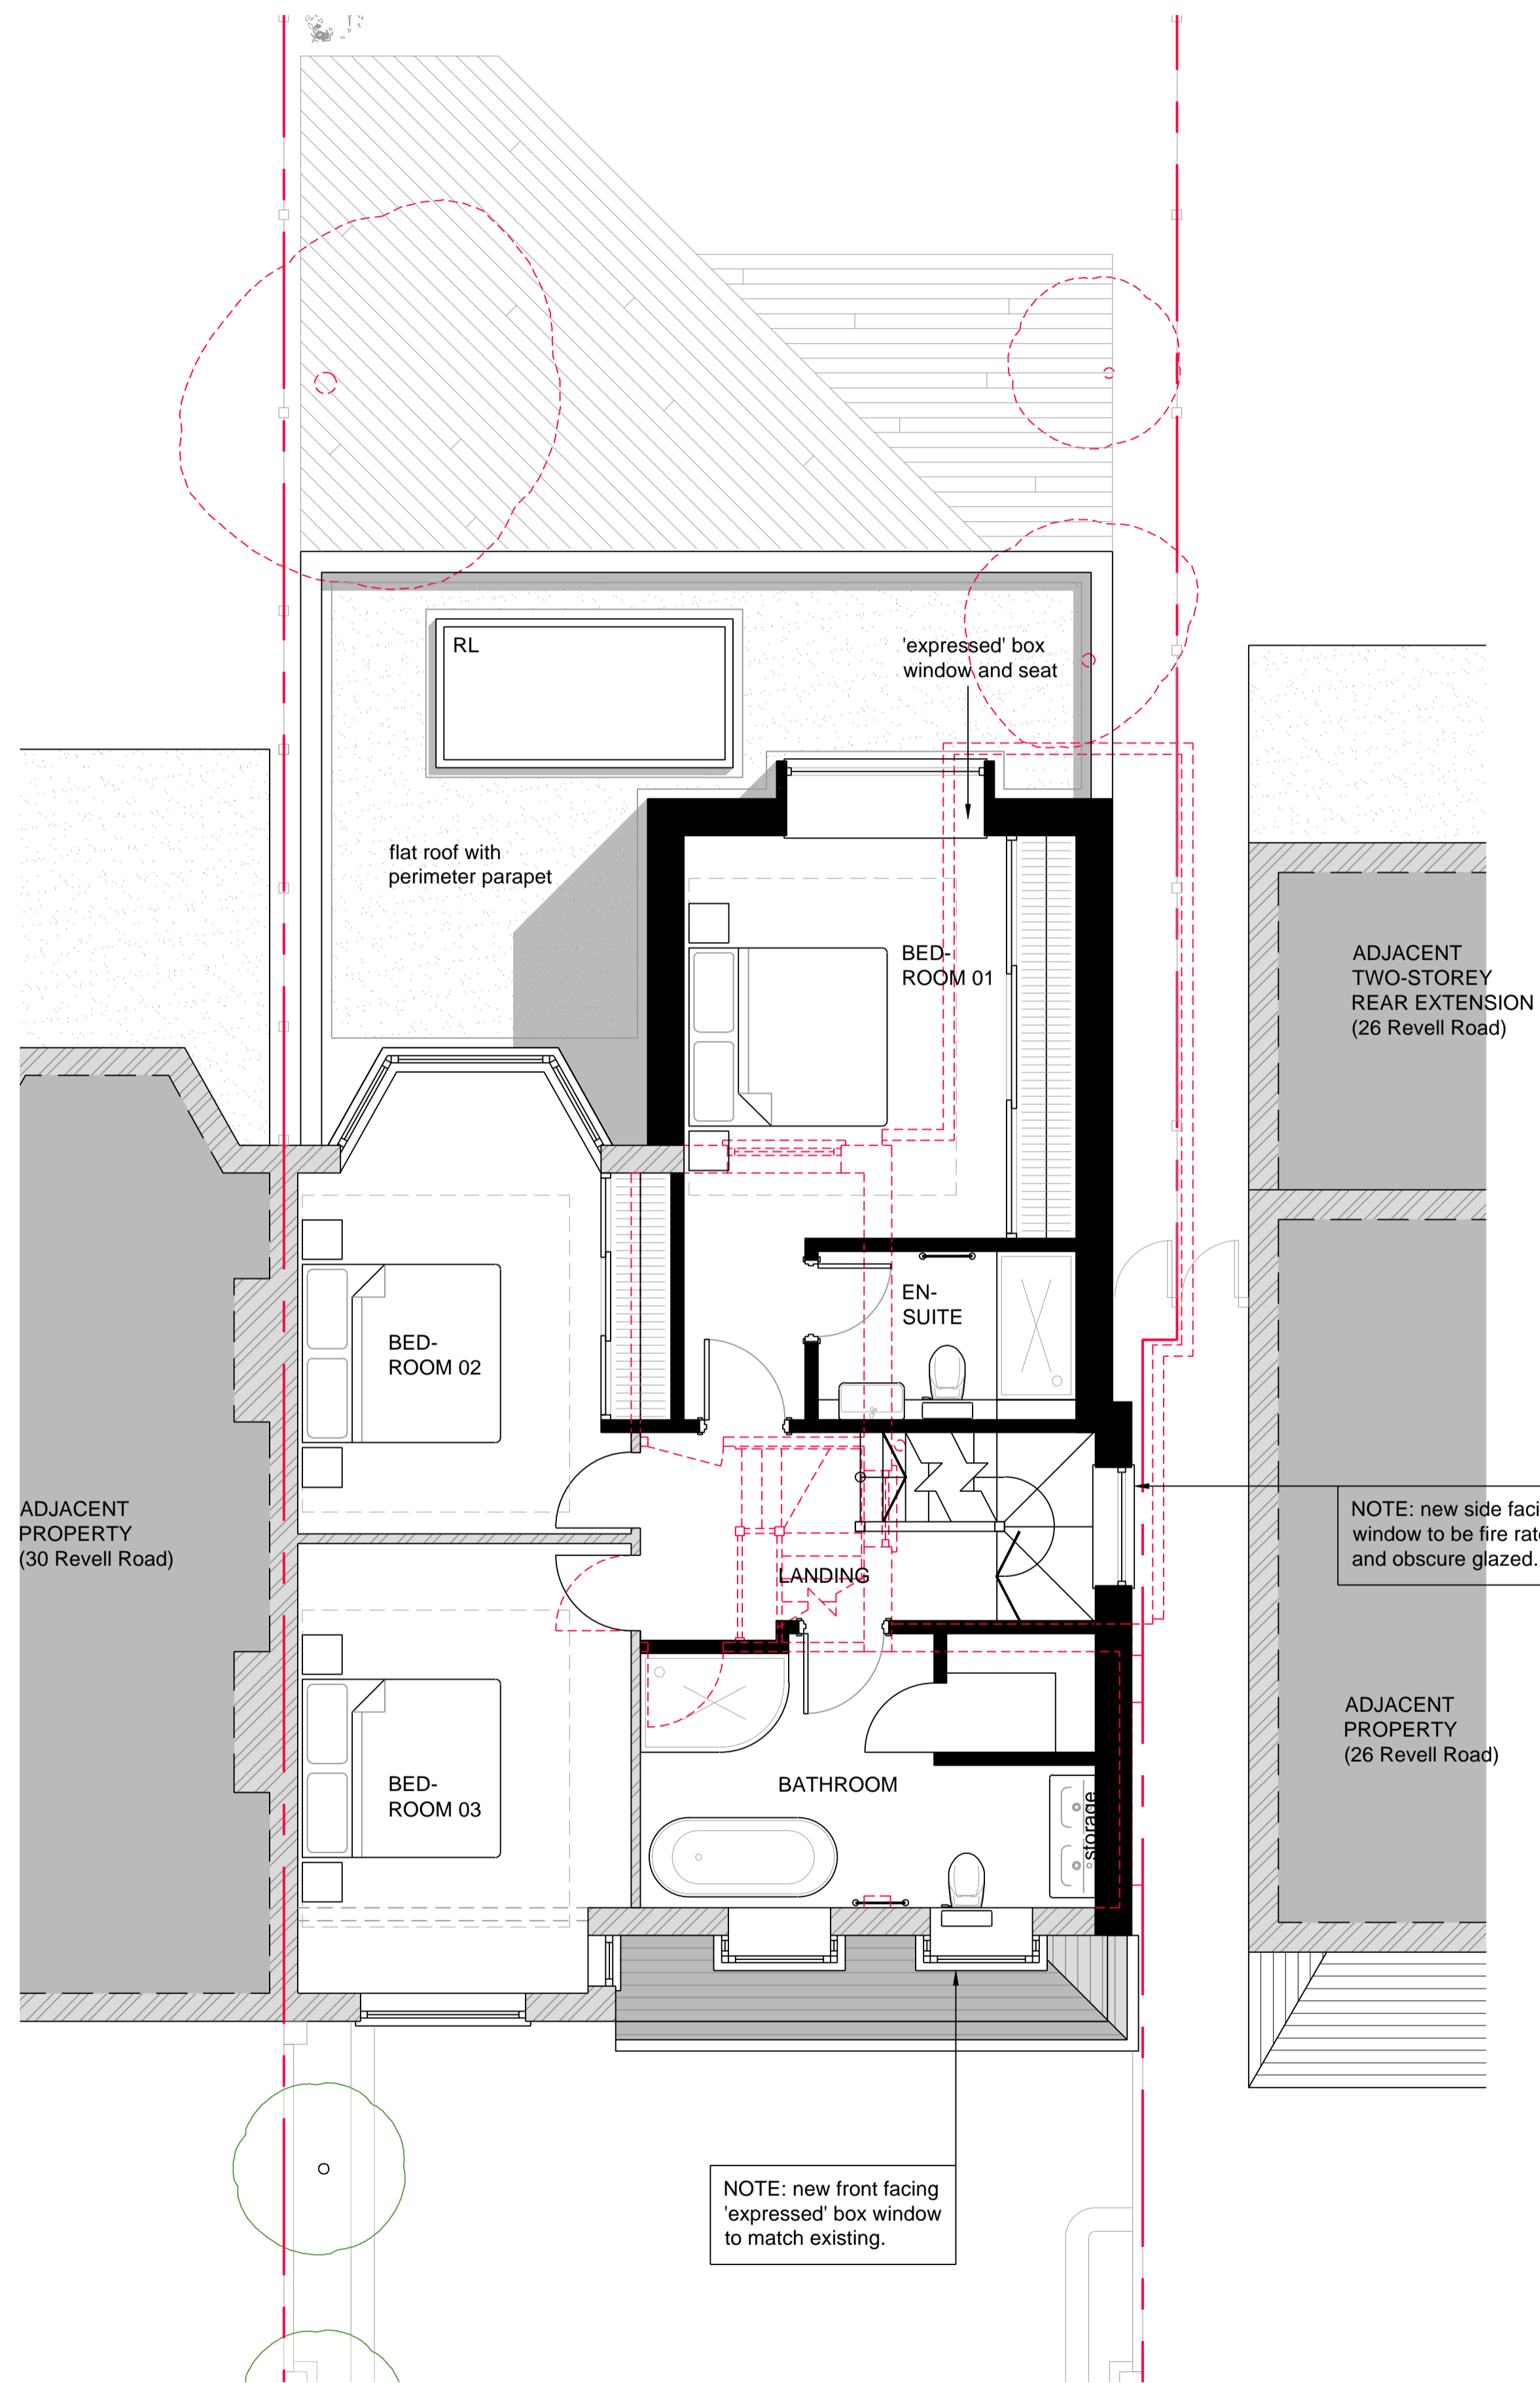 RL
'expressed' box
window and seat
flat roof with
perimeter parapet
BED-
ROOM 01
ADJACENT
TWO-STOREY
REAR EXTENSION
(26 Revell Road)
EN-
SUITE
BED-
ROOM 02
ADJACENT
PROPERTY
(30 Revell Road)
NOTE: new side faci
window to be fire rate
and obscure glazed.
LANDING
ADJACENT
PROPERTY
(26 Revell Road)
BED-
ROOM 03
BATHROOM
storage
NOTE: new front facing
'expressed' box window
to match existing.